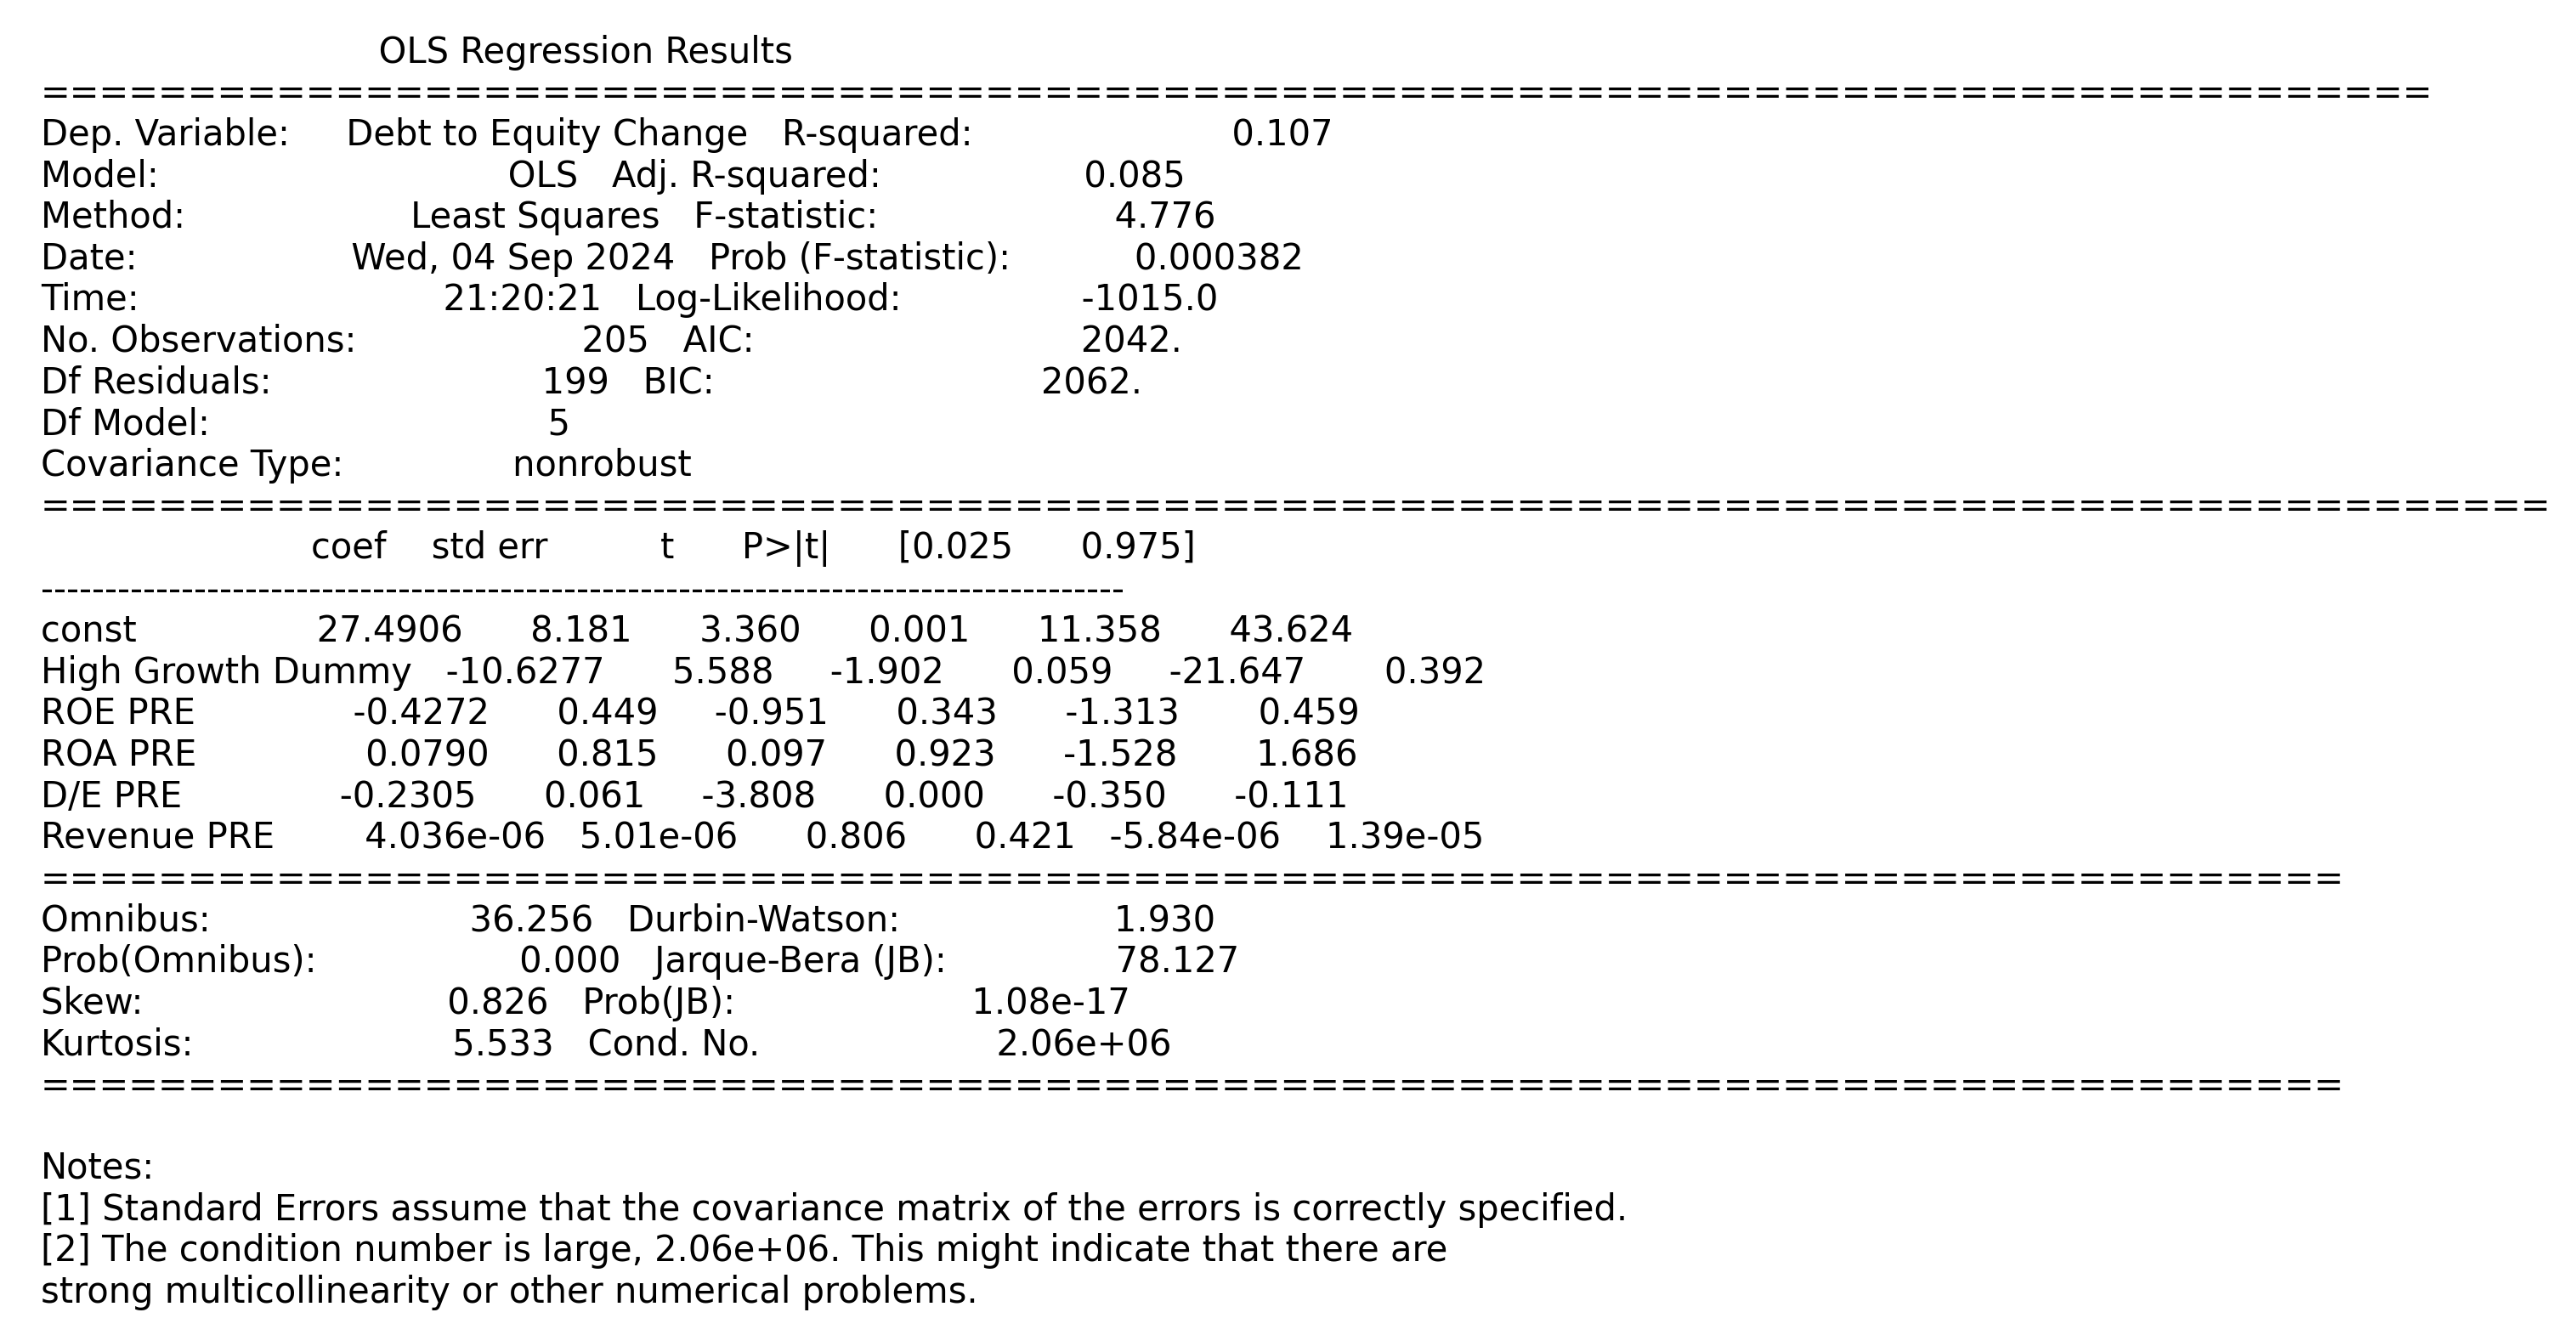 OLS Regression Results
==============================================================================
Dep. Variable: Debt to Equity Change R-squared: 0.107
Model: OLS Adj. R-squared: 0.085
Method: Least Squares F-statistic: 4.776
Date: Wed, 04 Sep 2024 Prob (F-statistic): 0.000382
Time: 21:20:21 Log-Likelihood: -1015.0
No. Observations: 205 AIC: 2042.
Df Residuals: 199 BIC: 2062.
Df Model: 5
Covariance Type: nonrobust
==============================================================================
coef std err t P>|t| [0.025 0.975]
------------------------------------------------------------------------------
const 27.4906 8.181 3.360 0.001 11.358 43.624
High Growth Dummy -10.6277 5.588 -1.902 0.059 -21.647 0.392
ROE PRE -0.4272 0.449 -0.951 0.343 -1.313 0.459
ROA PRE 0.0790 0.815 0.097 0.923 -1.528 1.686
D/E PRE -0.2305 0.061 -3.808 0.000 -0.350 -0.111
Revenue PRE 4.036e-06 5.01e-06 0.806 0.421 -5.84e-06 1.39e-05
==============================================================================
Omnibus: 36.256 Durbin-Watson: 1.930
Prob(Omnibus): 0.000 Jarque-Bera (JB): 78.127
Skew: 0.826 Prob(JB): 1.08e-17
Kurtosis: 5.533 Cond. No. 2.06e+06
==============================================================================
Notes:
[1] Standard Errors assume that the covariance matrix of the errors is correctly specified.
[2] The condition number is large, 2.06e+06. This might indicate that there are
strong multicollinearity or other numerical problems.